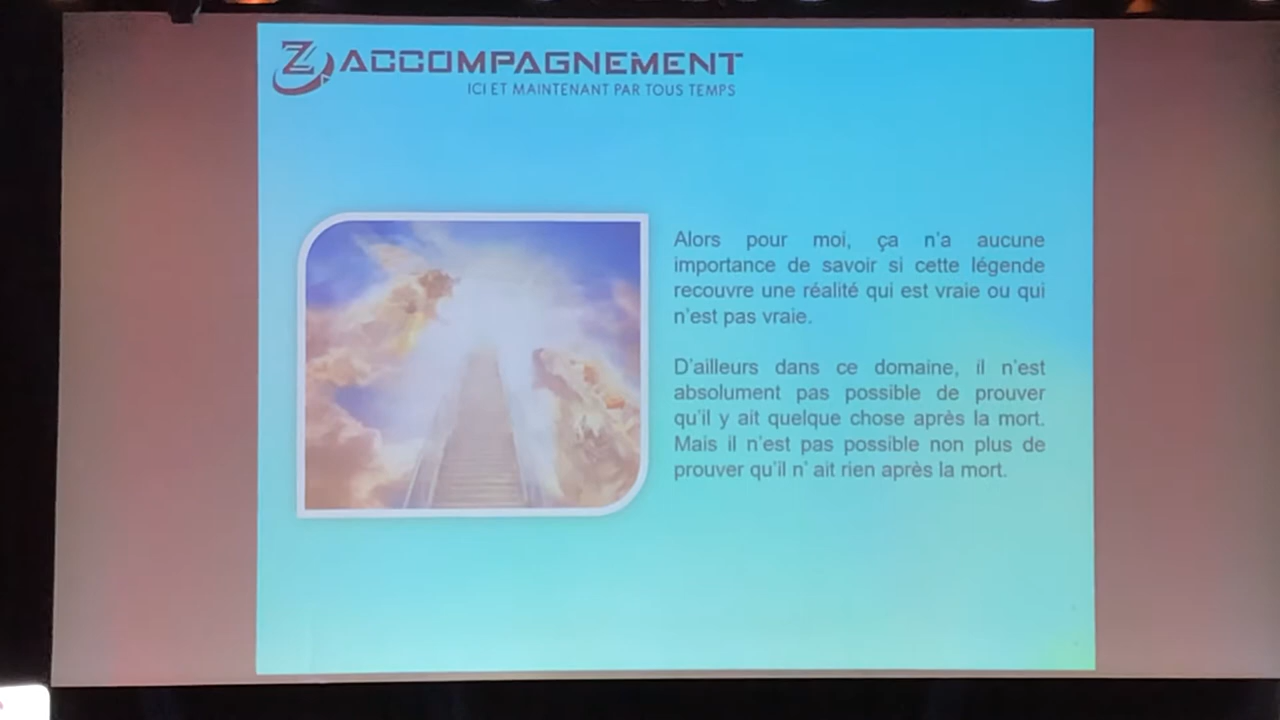 Z ACCOMPAGNEMENT
ICI ET MAINTENANT PAR TOUS TEMPS
Alors pour moi, ça n'a aucune
importance de savoir si cette légende
recouvre une réalité qui est vraie ou qui
n'est pas vraie.
D'ailleurs dans ce domaine, il n'est
absolument pas possible de prouver
qu'il y ait quelque chose après la mort.
Mais il n'est pas possible non plus de
prouver qu'il n' ait rien après la mort.